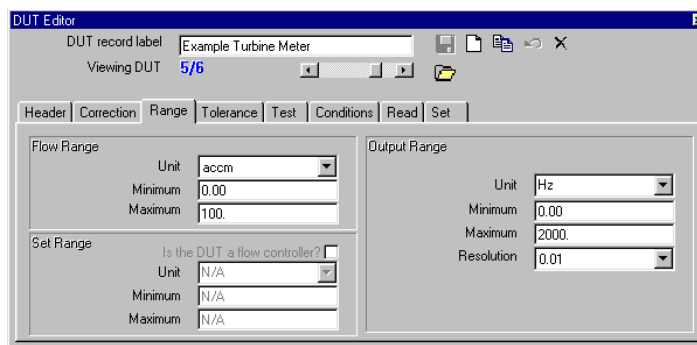 DUT Editor
DUT record label Example Turbine Meter
Viewing DUT 5/6
Header Correction Range Tolerance Test Conditions Read Set
Flow Range
Unit accm
Minimum 0.00
Maximum 100.
Set Range
Is the DUT a flow controller?
Unit N/A
Minimum N/A
Maximum N/A
Output Range
Unit Hz
Minimum 0.00
Maximum 2000.
Resolution 0.01